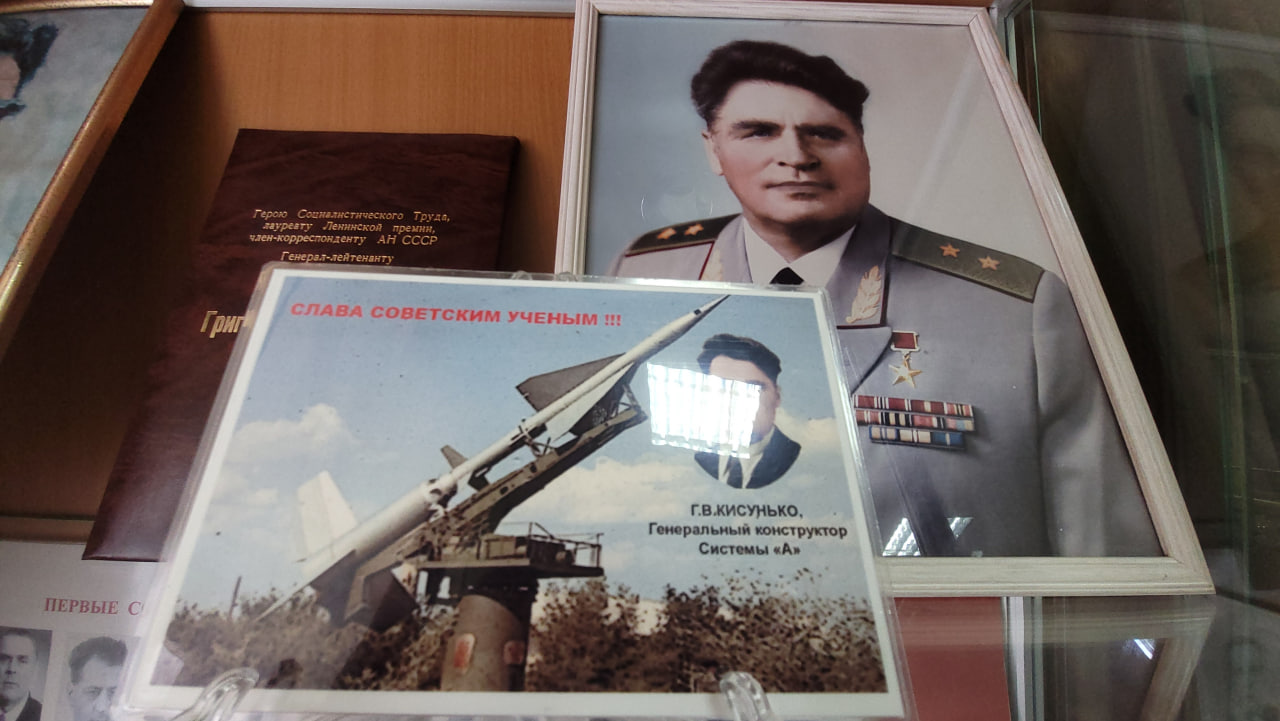 Герою Социалистического Труда,
лауреату Ленинской премии,
член-корреспонденту АН СССР
Генерал-лейтенанту
СЛАВА СОВЕТСКИМ УЧЕНЫМ !!!
Г.В.КИСУНЬКО,
Генеральный конструктор
Системы «А»
ПЕРВЫЕ